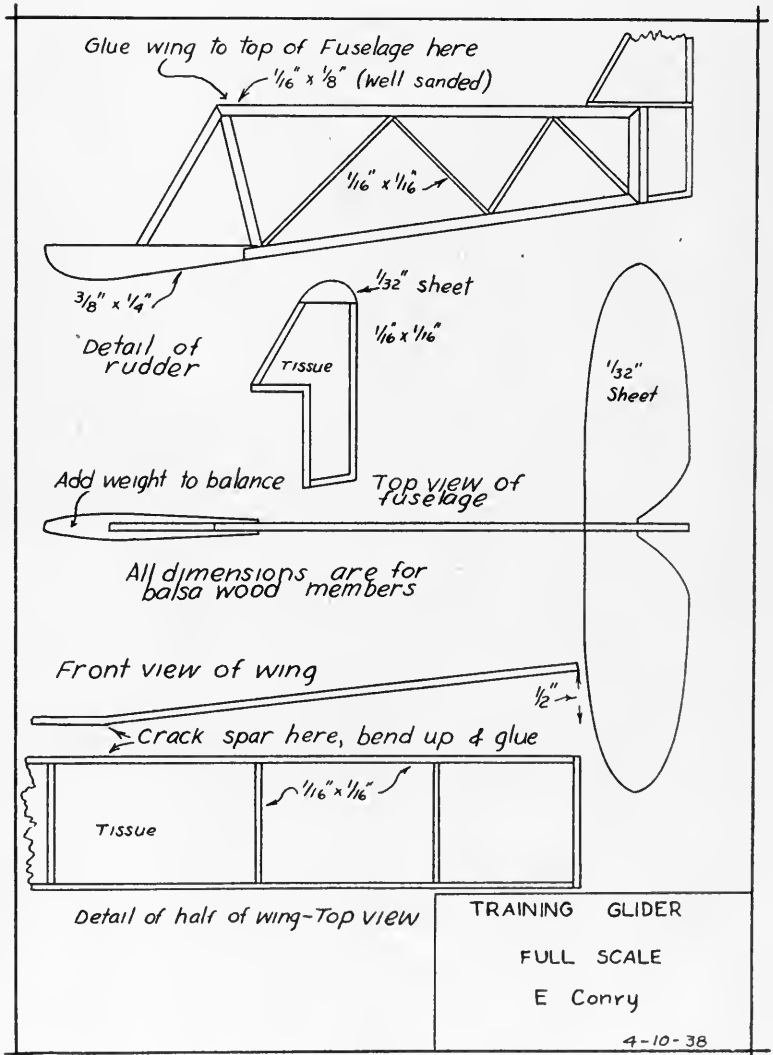 Glue wing to top of Fuselage here
1/16" x 1/8" (well sanded)
1/16" x 1/16"
3/8" x 1/4"
1/32" sheet
Detail of
rudder
1/16" x 1/16"
Tissue
1/32"
Sheet
Add weight to balance
Top view of
fuselage
All dimensions are for
balsa wood members
Front view of wing
1/2"
Crack spar here, bend up & glue
1/16" x 1/16"
Tissue
Detail of half of wing-Top view
TRAINING GLIDER
FULL SCALE
E Conry
4-10-38